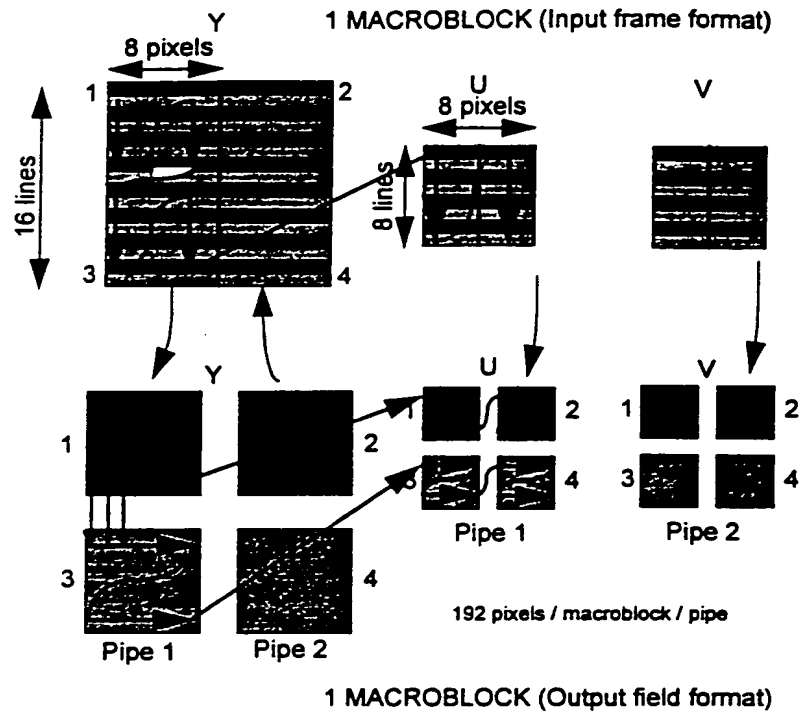 1 MACROBLOCK (Input frame format)
Y
8 pixels
1
2
16 lines
3
4
U
8 pixels
8 lines
V
Y
1
2
3
4
Pipe 1
Pipe 2
U
1
2
3
4
Pipe 1
V
1
2
3
4
Pipe 2
192 pixels / macroblock / pipe
1 MACROBLOCK (Output field format)